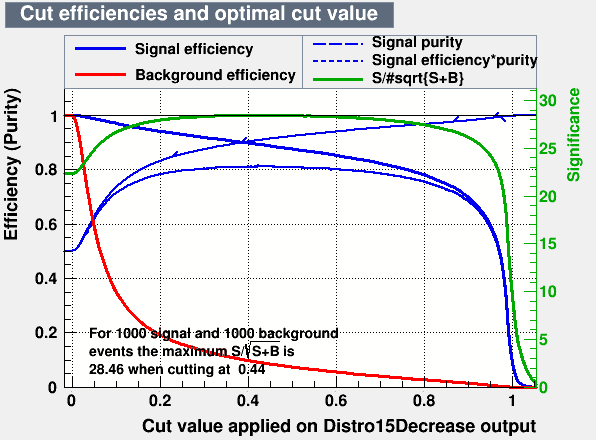 Cut efficiencies and optimal cut value
Signal efficiency
Background efficiency
Signal purity
Signal efficiency*purity
S/#sqrt{S+B}
Efficiency (Purity)
1
0.8
0.6
0.4
0.2
0
Significance
30
25
20
15
10
5
0
For 1000 signal and 1000 background
events the maximum S/√S+B is
28.46 when cutting at 0.44
0
0.2
0.4
0.6
0.8
1
Cut value applied on Distro15Decrease output